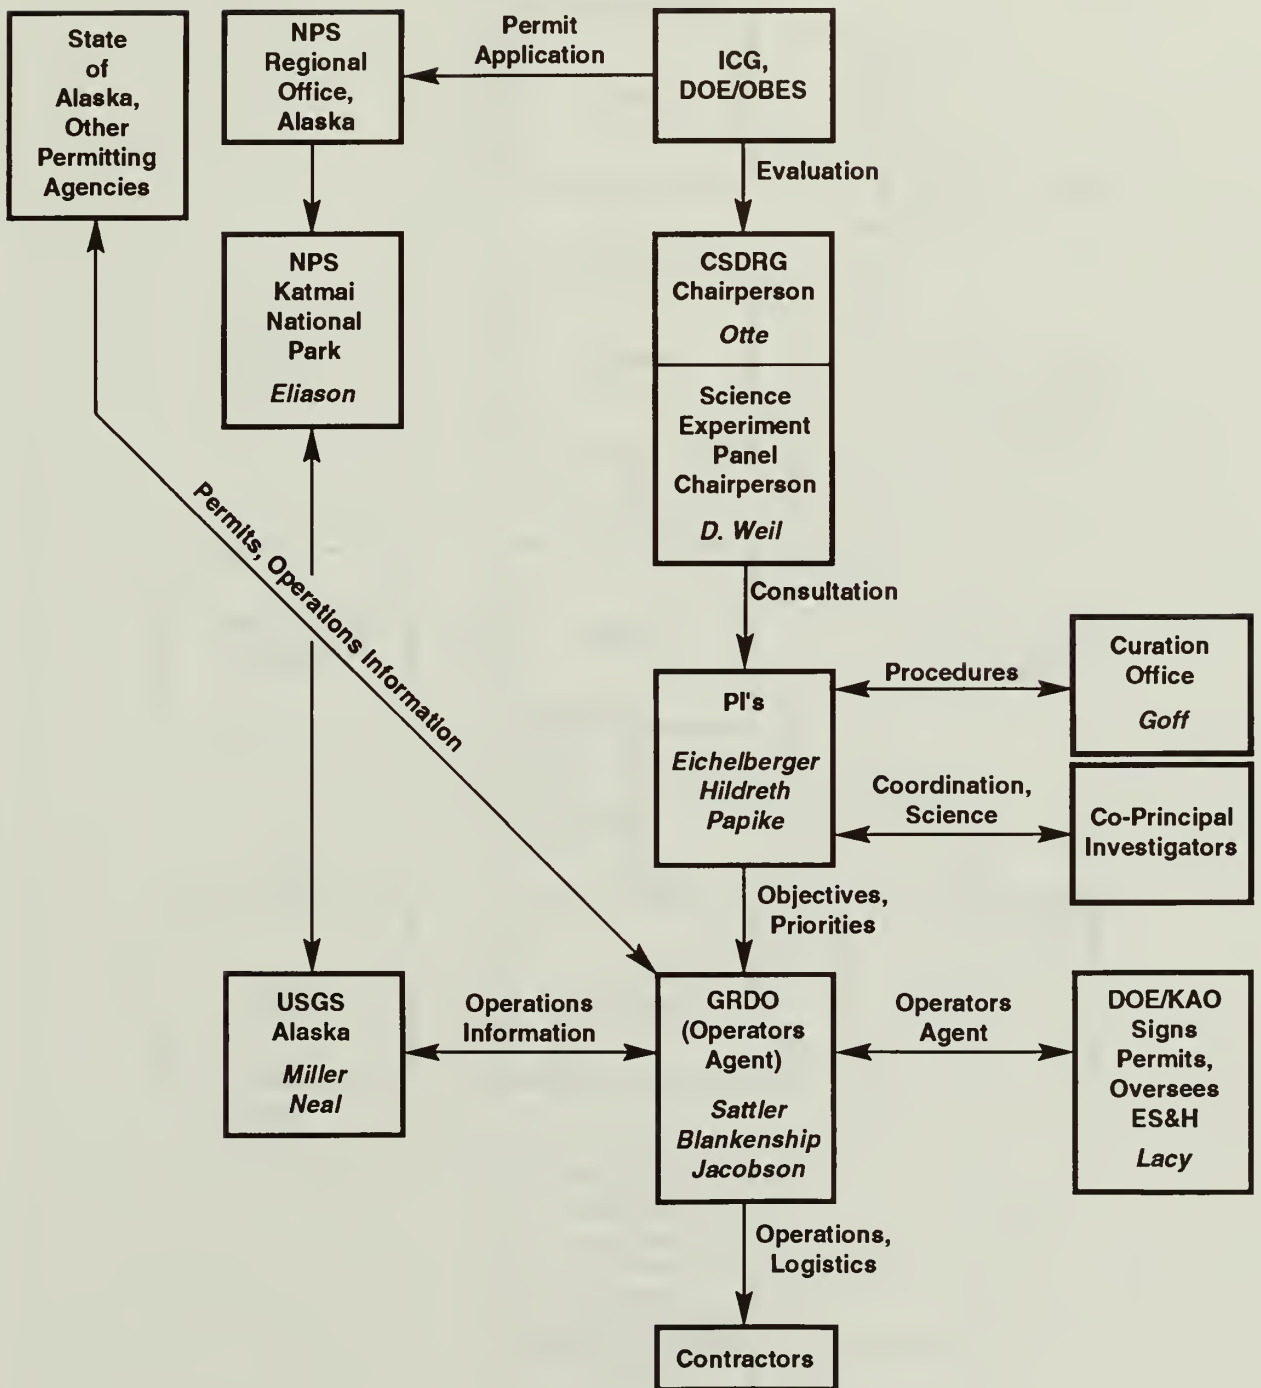 State
of
Alaska,
Other
Permitting
Agencies
NPS
Regional
Office,
Alaska
Permit
Application
ICG,
DOE/OBES
Evaluation
NPS
Katmai
National
Park
Eliason
CSDRG
Chairperson
Otte
Science
Experiment
Panel
Chairperson
D. Weil
Consultation
Permits, Operations Information
PI's
Eichelberger
Hildreth
Papike
Procedures
Curation
Office
Goff
Coordination,
Science
Co-Principal
Investigators
Objectives,
Priorities
USGS
Alaska
Miller
Neal
Operations
Information
GRDO
(Operators
Agent)
Sattler
Blankenship
Jacobson
Operators
Agent
DOE/KAO
Signs
Permits,
Oversees
ES&H
Lacy
Operations,
Logistics
Contractors